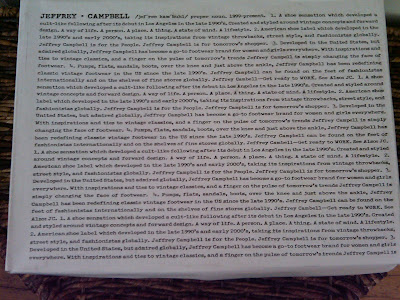 JEFFREY • CAMPBELL /jef'ree kam'buhl/ proper noun. 1999-present. 1. A shoe sensation which developed a
cult-like following after its debut in Los Angeles in the late 1990's. Created and styled around vintage concepts and forward
design. A way of life. A person. A place. A thing. A state of mind. A lifestyle. 2. American shoe label which developed in the
late 1990's and early 2000's, taking its inspirations from vintage throwbacks, street style, and fashionistas globally.
Jeffrey Campbell is for the People. Jeffrey Campbell is for tomorrow's shopper. 3. Developed in the United States, but
admired globally, Jeffrey Campbell has become a go-to footwear brand for women and girls everywhere. With inspirations and
ties to vintage classics, and a finger on the pulse of tomorrow's trends Jeffrey Campbell is simply changing the face of
footwear. 4. Pumps, flats, sandals, boots, over the knee and just above the ankle, Jeffrey Campbell has been redefining
classic vintage footwear in the US since the late 1990's. Jeffrey Campbell can be found on the feet of fashionistas
internationally and on the shelves of fine stores globally. Jeffrey Campbell—Get ready to WORK. See Also: JC. 1. A shoe
sensation which developed a cult-like following after its debut in Los Angeles in the late 1990's. Created and styled around
vintage concepts and forward design. A way of life. A person. A place. A thing. A state of mind. A lifestyle. 2. American shoe
label which developed in the late 1990's and early 2000's, taking its inspirations from vintage throwbacks, street style, and
fashionistas globally. Jeffrey Campbell is for the People. Jeffrey Campbell is for tomorrow's shopper. 3. Developed in the
United States, but admired globally, Jeffrey Campbell has become a go-to footwear brand for women and girls everywhere.
With inspirations and ties to vintage classics, and a finger on the pulse of tomorrow's trends Jeffrey Campbell is simply
changing the face of footwear. 4. Pumps, flats, sandals, boots, over the knee and just above the ankle, Jeffrey Campbell has
been redefining classic vintage footwear in the US since the late 1990's. Jeffrey Campbell can be found on the feet of
fashionistas internationally and on the shelves of fine stores globally. Jeffrey Campbell—Get ready to WORK. See Also: JC.
1. A shoe sensation which developed a cult-like following after its debut in Los Angeles in the late 1990's. Created and styled
around vintage concepts and forward design. A way of life. A person. A place. A thing. A state of mind. A lifestyle. 2.
American shoe label which developed in the late 1990's and early 2000's, taking its inspirations from vintage throwbacks,
street style, and fashionistas globally. Jeffrey Campbell is for the People. Jeffrey Campbell is for tomorrow's shopper. 3.
Developed in the United States, but admired globally, Jeffrey Campbell has become a go-to footwear brand for women and girls
everywhere. With inspirations and ties to vintage classics, and a finger on the pulse of tomorrow's trends Jeffrey Campbell is
simply changing the face of footwear. 4. Pumps, flats, sandals, boots, over the knee and just above the ankle, Jeffrey
Campbell has been redefining classic vintage footwear in the US since the late 1990's. Jeffrey Campbell can be found on the
feet of fashionistas internationally and on the shelves of fine stores globally. Jeffrey Campbell—Get ready to WORK. See
Also: JC. 1. A shoe sensation which developed a cult-like following after its debut in Los Angeles in the late 1990's. Created
and styled around vintage concepts and forward design. A way of life. A person. A place. A thing. A state of mind. A lifestyle.
2. American shoe label which developed in the late 1990's and early 2000's, taking its inspirations from vintage throwbacks,
street style, and fashionistas globally. Jeffrey Campbell is for the People. Jeffrey Campbell is for tomorrow's shopper. 3.
Developed in the United States, but admired globally, Jeffrey Campbell has become a go-to footwear brand for women and girls
everywhere. With inspirations and ties to vintage classics, and a finger on the pulse of tomorrow's trends Jeffrey Campbell is